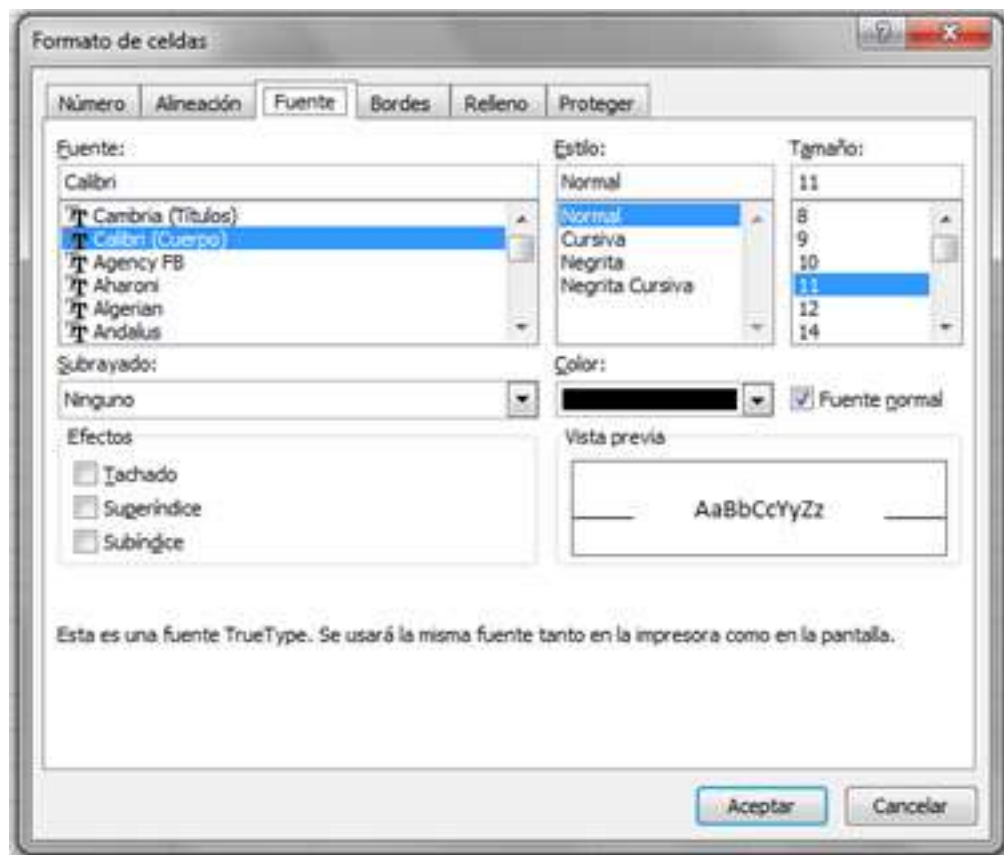 Formato de celdas
Número Alineación Fuente Bordes Relleno Proteger
Fuente: Estilo: Tamaño:
Calibri Normal 11
Cambria (Títulos) Normal 8
Calibri (Cuerpo) Cursiva 9
Agency FB Negrita 10
Aharoni Negrita Cursiva 11
Algerian 12
Andalus 14
Subrayado: Color:
Ninguno Fuente normal
Efectos Vista previa
Tachado
Sugeríndice AaBbCcYyZz
Subíndice
Esta es una fuente TrueType. Se usará la misma fuente tanto en la impresora como en la pantalla.
Aceptar Cancelar